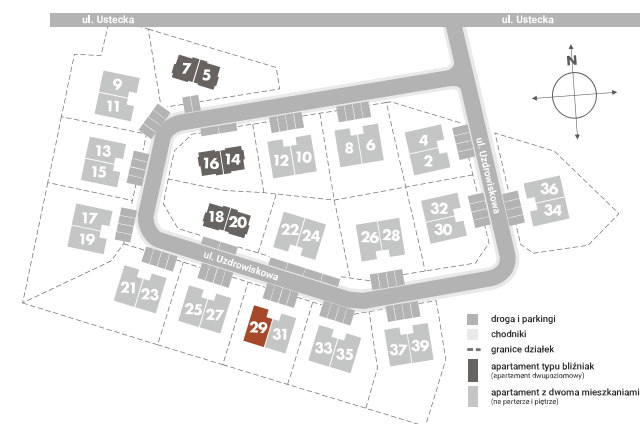 ul. Ustecka
ul. Ustecka
N
7 5
9
11
13
15
16 14
12 10
8 6
4
2
36
34
17
19
18 20
22 24
26 28
32
30
ul. Uzdrowiskowa
ul. Uzdrowiskowa
21 23
25 27
29 31
33 35
37 39
droga i parkingi
chodniki
granice działek
apartament typu bliźniak
(apartament dwupoziomowy)
apartament z dwoma mieszkaniami
(na parterze i piętrze)